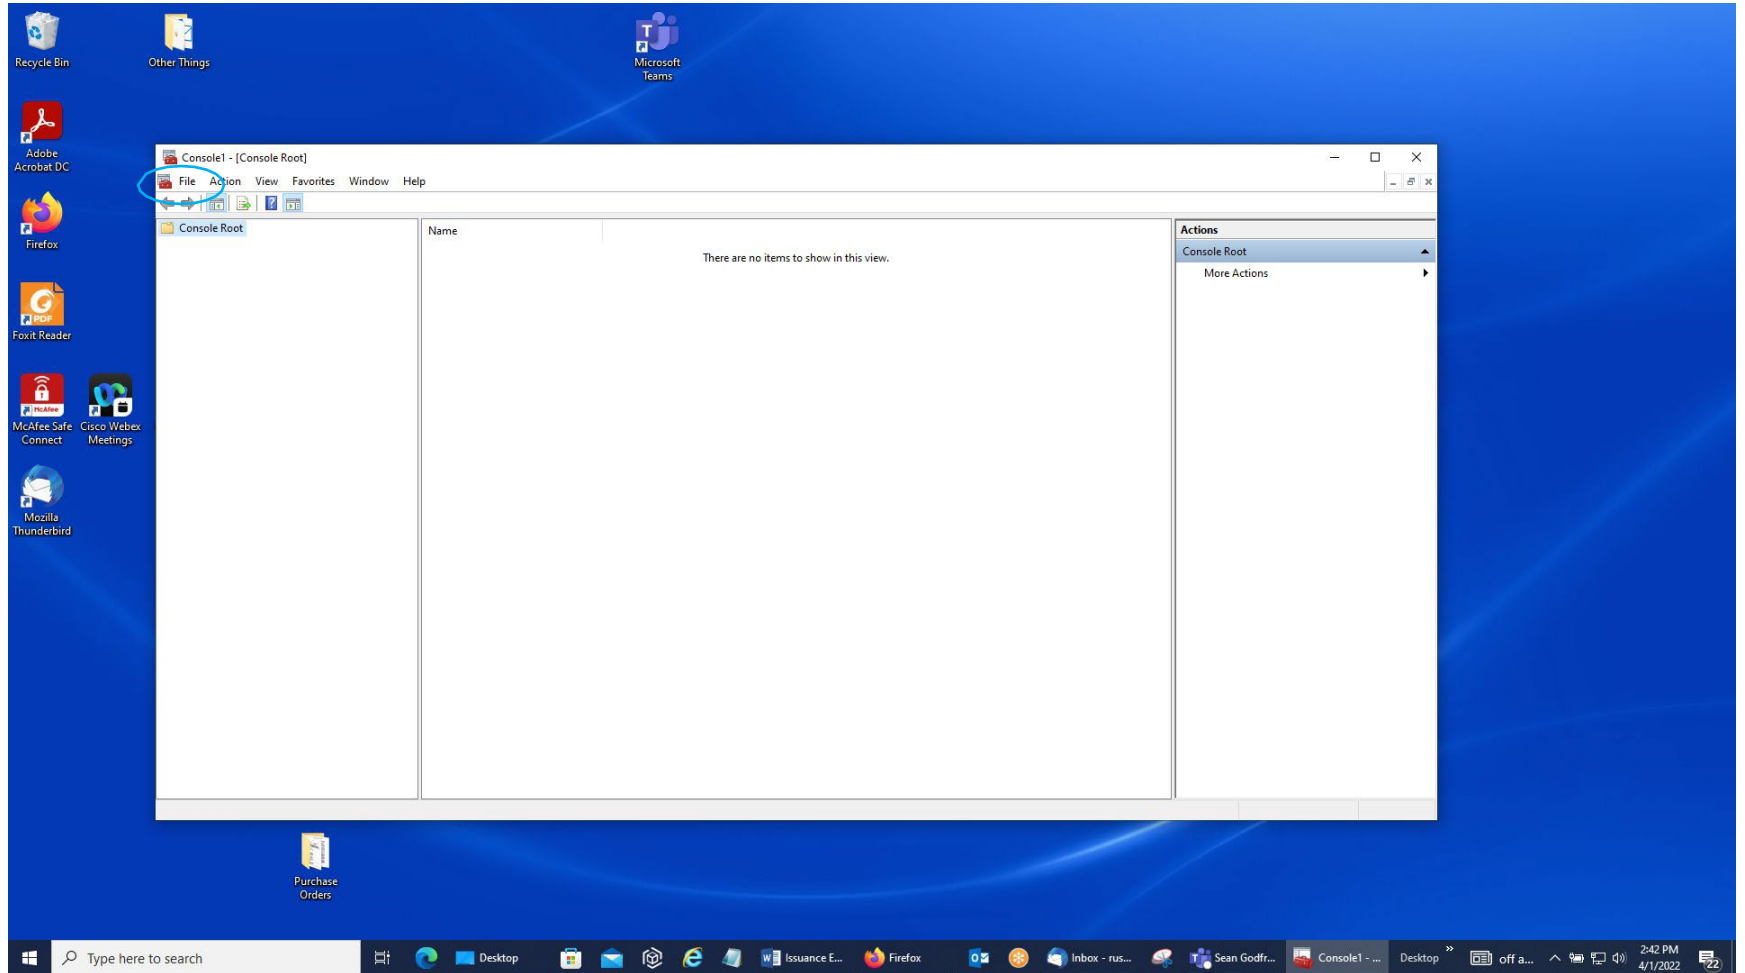 Recycle Bin
Other Things
Microsoft
Teams
Adobe
Acrobat DC
Firefox
PDF
Foxit Reader
McAfee
McAfee Safe
Connect
Cisco Webex
Meetings
Mozilla
Thunderbird
Console1 - [Console Root]
File Action View Favorites Window Help
Console Root
Name
There are no items to show in this view.
Actions
Console Root
More Actions
Purchase
Orders
Type here to search
Desktop
Issuance E...
Firefox
Inbox - rus...
Sean Godfr...
Console1 - ...
Desktop
off a...
2:42 PM
4/1/2022
22